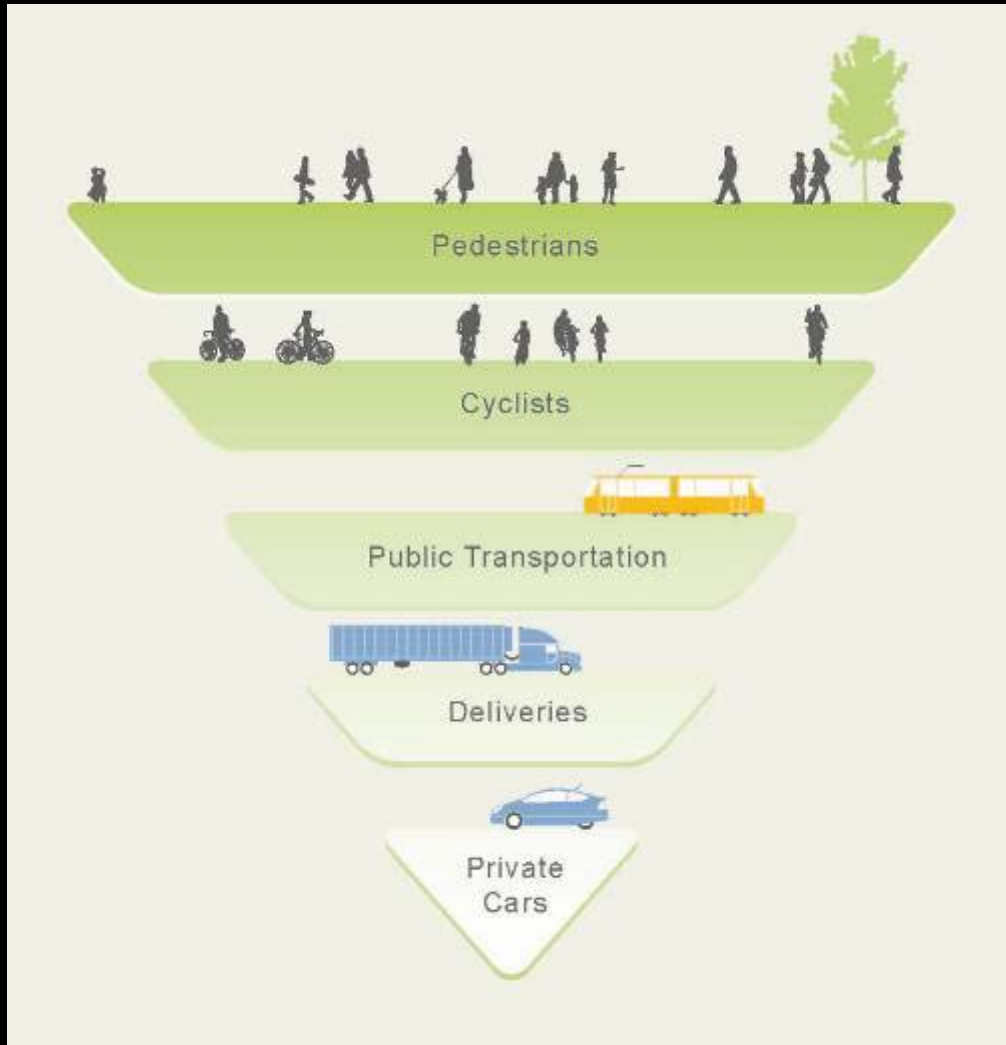 Pedestrians
Cyclists
Public Transportation
Deliveries
Private
Cars